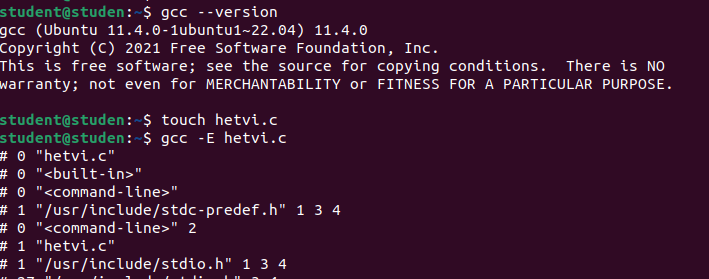 student@studen:~$ gcc --version
gcc (Ubuntu 11.4.0-1ubuntu1~22.04) 11.4.0
Copyright (C) 2021 Free Software Foundation, Inc.
This is free software; see the source for copying conditions.  There is NO
warranty; not even for MERCHANTABILITY or FITNESS FOR A PARTICULAR PURPOSE.
student@studen:~$ touch hetvi.c
student@studen:~$ gcc -E hetvi.c
# 0 "hetvi.c"
# 0 "<built-in>"
# 0 "<command-line>"
# 1 "/usr/include/stdc-predef.h" 1 3 4
# 0 "<command-line>" 2
# 1 "hetvi.c"
# 1 "/usr/include/stdio.h" 1 3 4